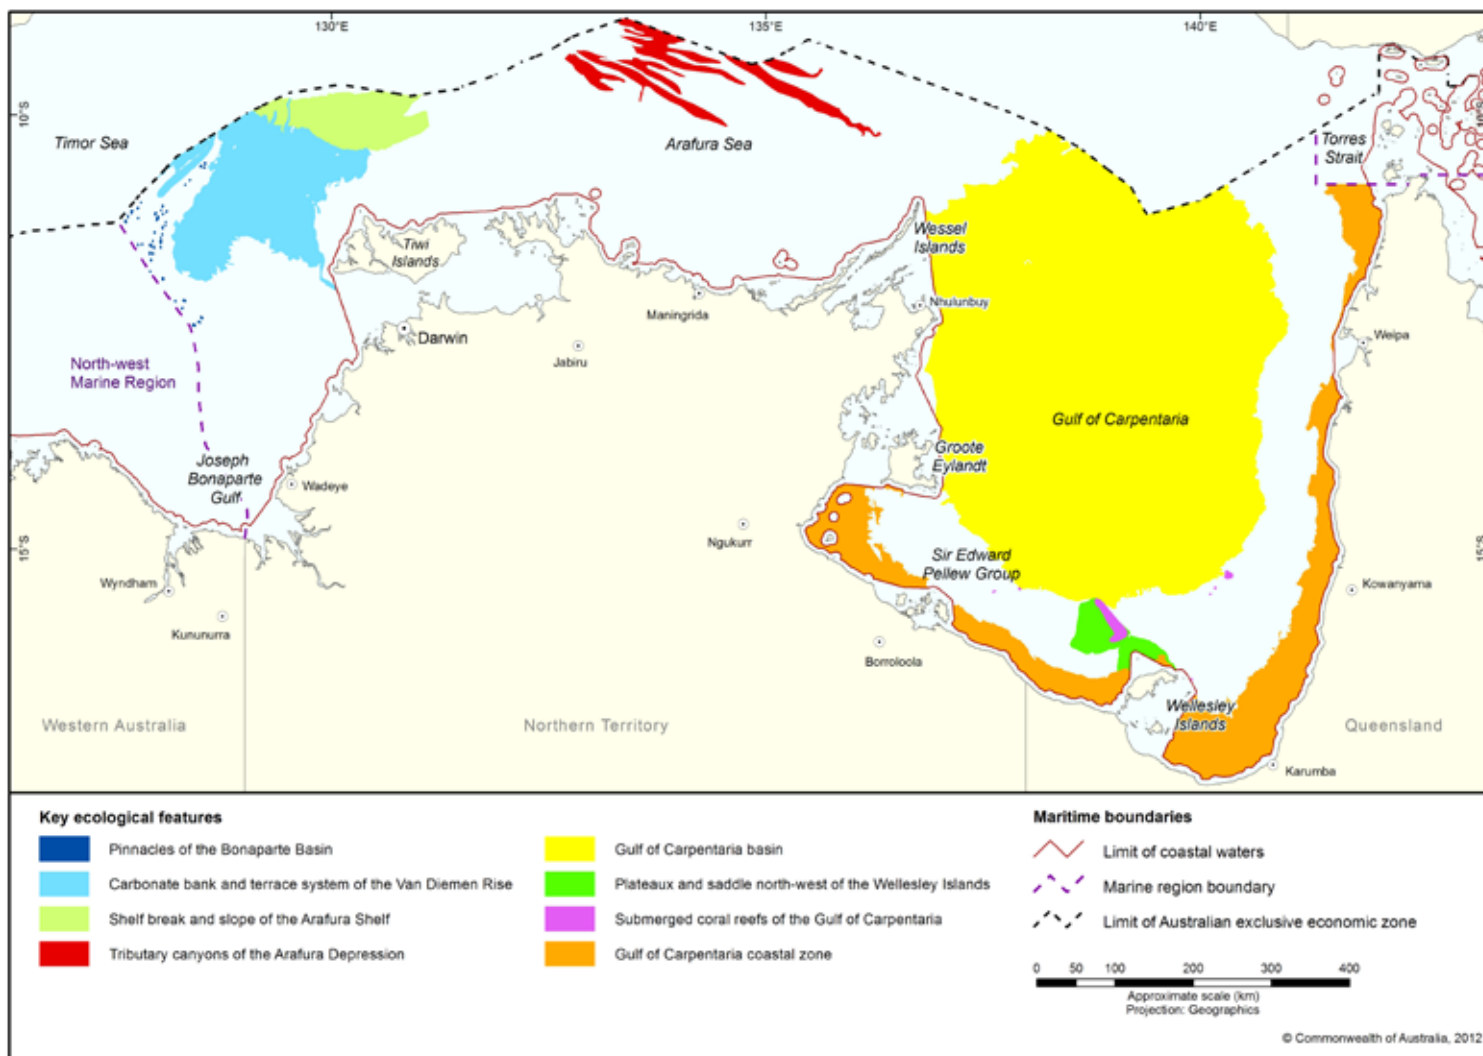 130°E
135°E
140°E
10°S
10°S
Timor Sea
Arafura Sea
Torres
Strait
Tiwi
Islands
Wessel
Islands
Maningrida
Nhulunbuy
Darwin
Jabiru
Weipa
North-west
Marine Region
Gulf of Carpentaria
Groote
Eylandt
Joseph
Bonaparte
Gulf
Wadeye
Ngukurr
15°S
15°S
Sir Edward
Pellew Group
Wyndham
Kowanyama
Kununurra
Borroloola
Wellesley
Islands
Western Australia
Northern Territory
Queensland
Karumba
Key ecological features
Pinnacles of the Bonaparte Basin
Carbonate bank and terrace system of the Van Diemen Rise
Shelf break and slope of the Arafura Shelf
Tributary canyons of the Arafura Depression
Gulf of Carpentaria basin
Plateaux and saddle north-west of the Wellesley Islands
Submerged coral reefs of the Gulf of Carpentaria
Gulf of Carpentaria coastal zone
Maritime boundaries
Limit of coastal waters
Marine region boundary
Limit of Australian exclusive economic zone
0 50 100 200 300 400
Approximate scale (km)
Projection: Geographics
© Commonwealth of Australia, 2012